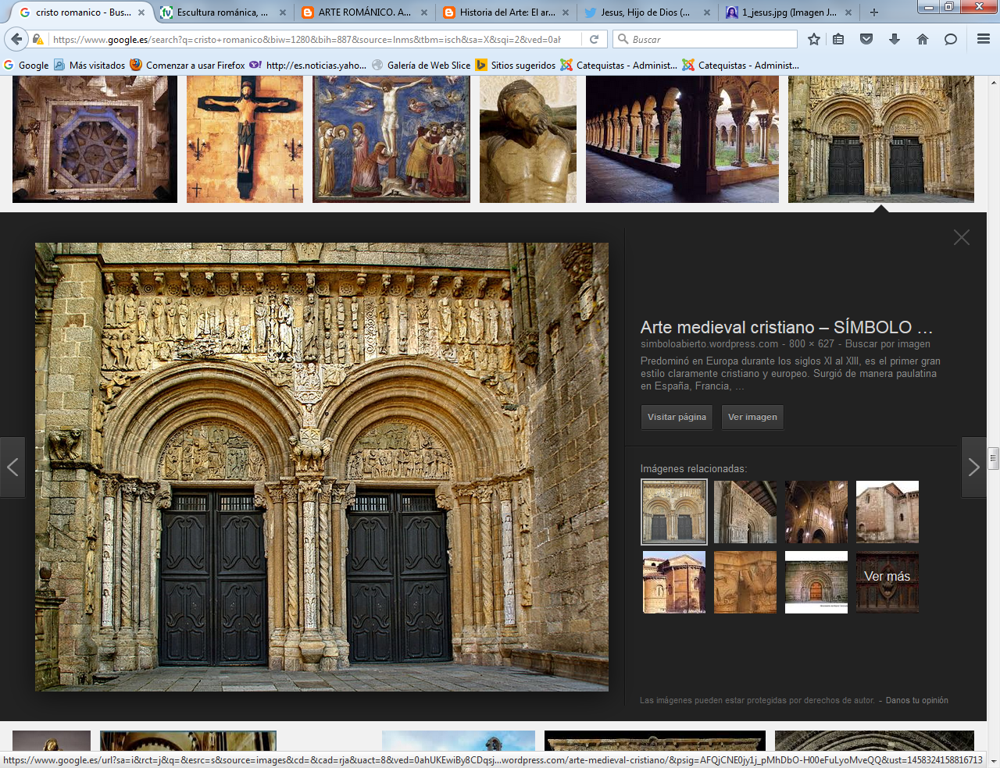 cristo romanico - Bus...
Escultura románica, ...
ARTE ROMÁNICO. A...
Historia del Arte: El ar...
Jesus, Hijo de Dios (...
1_jesus.jpg (Imagen J...
https://www.google.es/search?q=cristo+romanico&biw=1280&bih=887&source=lnms&tbm=isch&sa=X&sqi=2&ved=0ah
Buscar
Google
Más visitados
Comenzar a usar Firefox
http://es.noticias.yaho...
Galería de Web Slice
Sitios sugeridos
Catequistas - Administ...
Catequistas - Administ...
Arte medieval cristiano – SÍMBOLO ...
simboloabierto.wordpress.com - 800 × 627 - Buscar por imagen
Predominó en Europa durante los siglos XI al XIII, es el primer gran
estilo claramente cristiano y europeo. Surgió de manera paulatina
en España, Francia, ...
Visitar página
Ver imagen
Imágenes relacionadas:
Ver más
Las imágenes pueden estar protegidas por derechos de autor. - Danos tu opinión
https://www.google.es/url?sa=i&rct=j&q=&esrc=s&source=images&cd=&cad=rja&uact=8&ved=0ahUKEwiBy8CDqsj...wordpress.com/arte-medieval-cristiano/&psig=AFQjCNE0jy1j_pMhDbO-H00eFuLyoMveQQ&ust=1458324158816713